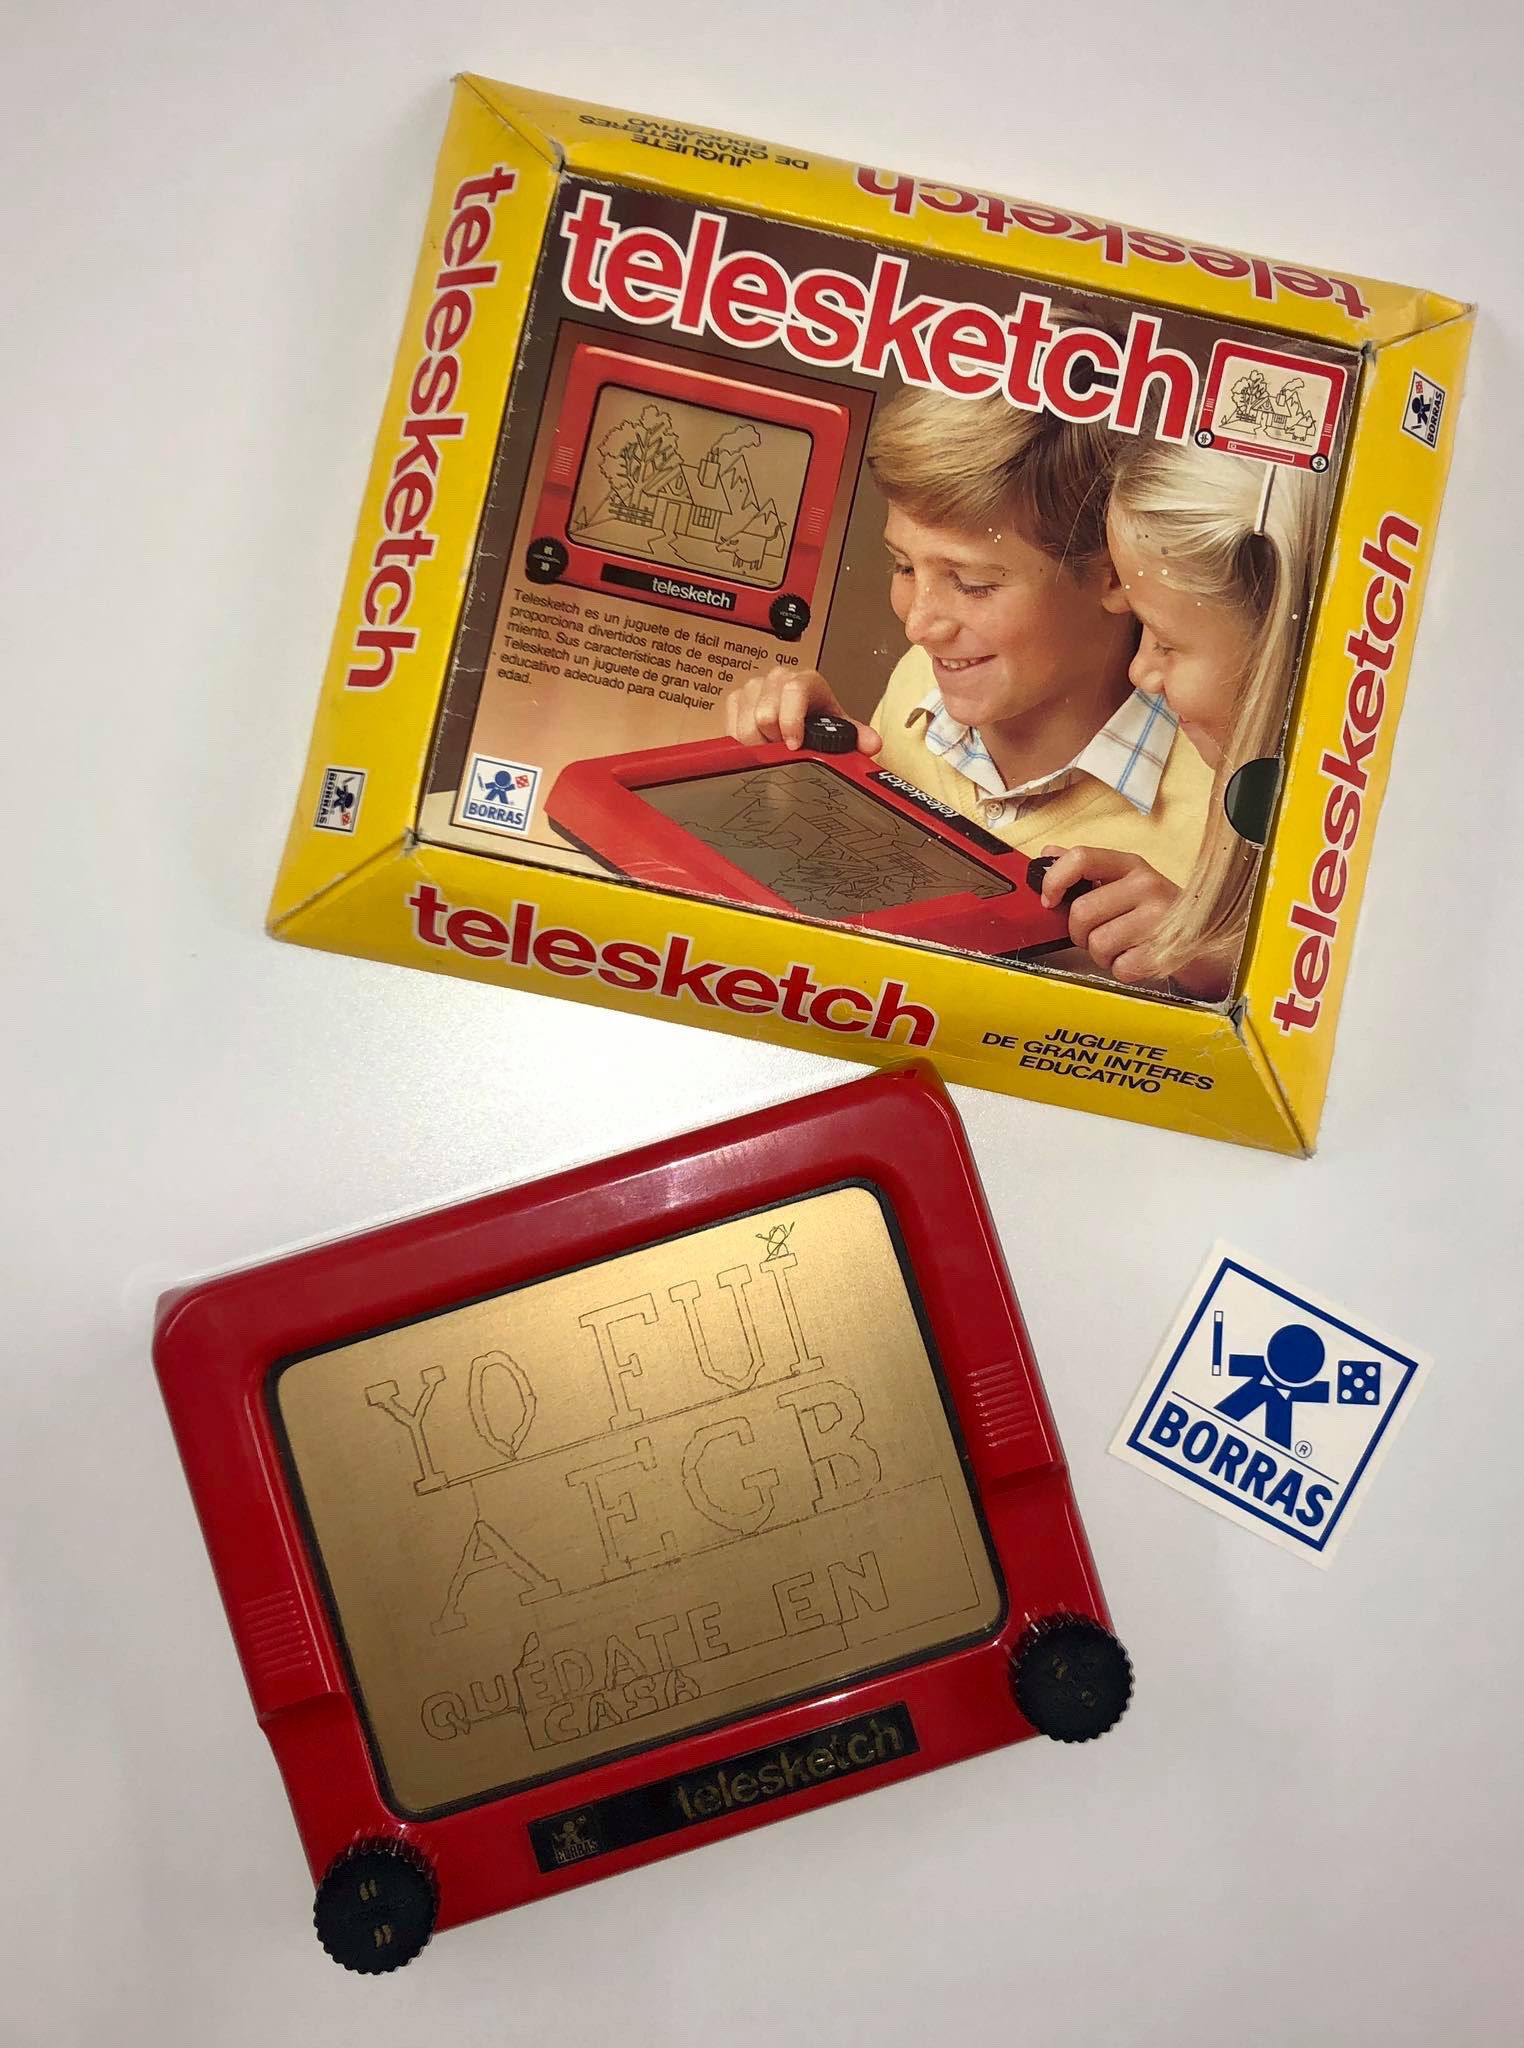 JUGUETE
DE GRAN INTERES
EDUCATIVO
telesketch
telesketch
BORRAS
telesketch
telesketch
Telesketch es un juguete de fácil manejo que
proporciona divertidos ratos de esparci-
miento. Sus características hacen de
Telesketch un juguete de gran valor
educativo adecuado para cualquier
edad.
BORRAS
telesketch
telesketch
BORRAS
telesketch
JUGUETE
DE GRAN INTERES
EDUCATIVO
YO FUI
A EGB
QUÉDATE EN
CASA
BORRAS
telesketch
BORRAS